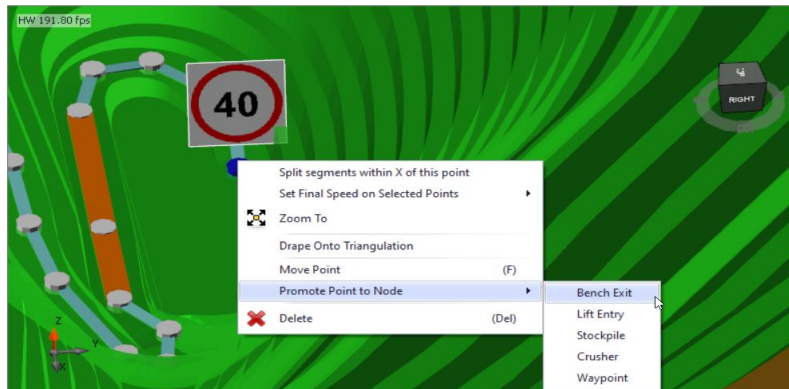 HW 191.80 fps
40
RIGHT
Z
Y
X
Split segments within X of this point
Set Final Speed on Selected Points
Zoom To
Drape Onto Triangulation
Move Point (F)
Promote Point to Node
Delete (Del)
Bench Exit
Lift Entry
Stockpile
Crusher
Waypoint